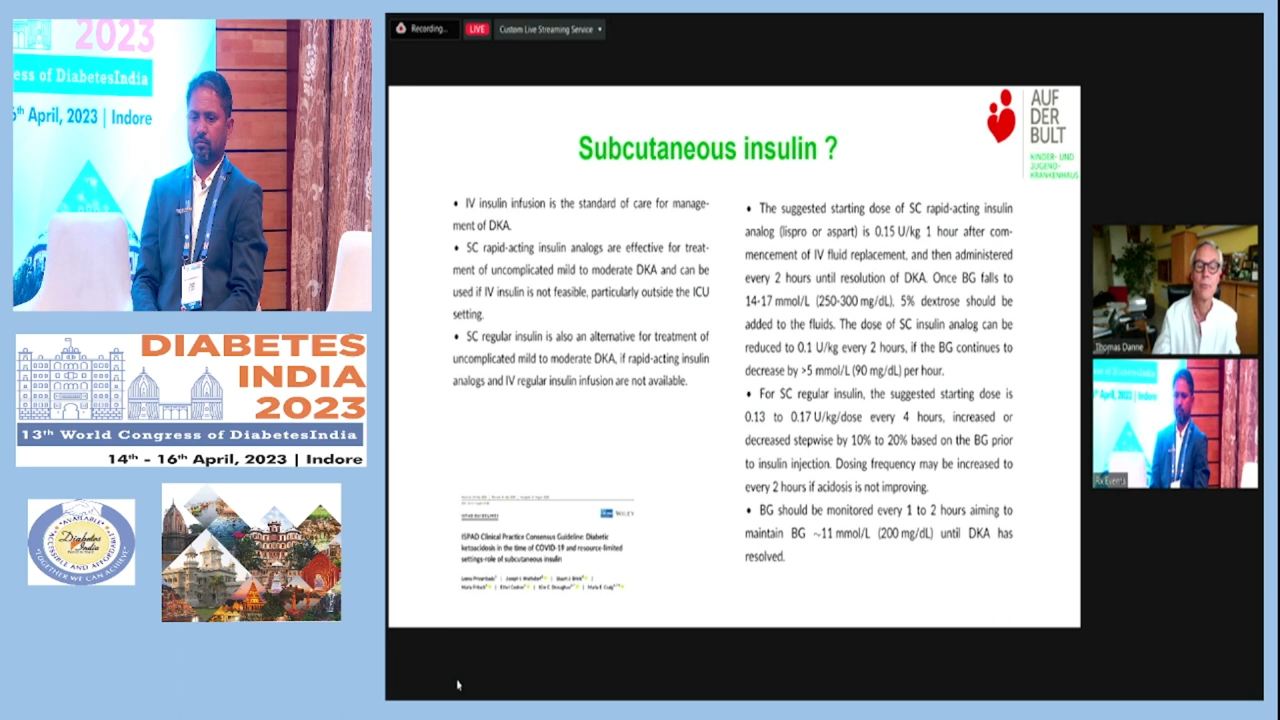 2023
ess of DiabetesIndia
6th April, 2023 | Indore
DIABETES
INDIA
2023
13th World Congress of DiabetesIndia
14th - 16th April, 2023 | Indore
Diabetes
India
TOGETHER WE CAN ACHIEVE
Recording...
LIVE
Custom Live Streaming Service
AUF
DER
BULT
KINDER- UND
JUGEND-
KRANKENHAUS
Subcutaneous insulin ?
• IV insulin infusion is the standard of care for manage-
ment of DKA.
• SC rapid-acting insulin analogs are effective for treat-
ment of uncomplicated mild to moderate DKA and can be
used if IV insulin is not feasible, particularly outside the ICU
setting.
• SC regular insulin is also an alternative for treatment of
uncomplicated mild to moderate DKA, if rapid-acting insulin
analogs and IV regular insulin infusion are not available.
WILEY
ISPAD Clinical Practice Consensus Guideline: Diabetic
ketoacidosis in the time of COVID-19 and resource-limited
settings-role of subcutaneous insulin
• The suggested starting dose of SC rapid-acting insulin
analog (lispro or aspart) is 0.15 U/kg 1 hour after com-
mencement of IV fluid replacement, and then administered
every 2 hours until resolution of DKA. Once BG falls to
14-17 mmol/L (250-300 mg/dL), 5% dextrose should be
added to the fluids. The dose of SC insulin analog can be
reduced to 0.1 U/kg every 2 hours, if the BG continues to
decrease by >5 mmol/L (90 mg/dL) per hour.
• For SC regular insulin, the suggested starting dose is
0.13 to 0.17 U/kg/dose every 4 hours, increased or
decreased stepwise by 10% to 20% based on the BG prior
to insulin injection. Dosing frequency may be increased to
every 2 hours if acidosis is not improving.
• BG should be monitored every 1 to 2 hours aiming to
maintain BG ~11 mmol/L (200 mg/dL) until DKA has
resolved.
Thomas Danne
April, 2023 | Indore
Rx Events